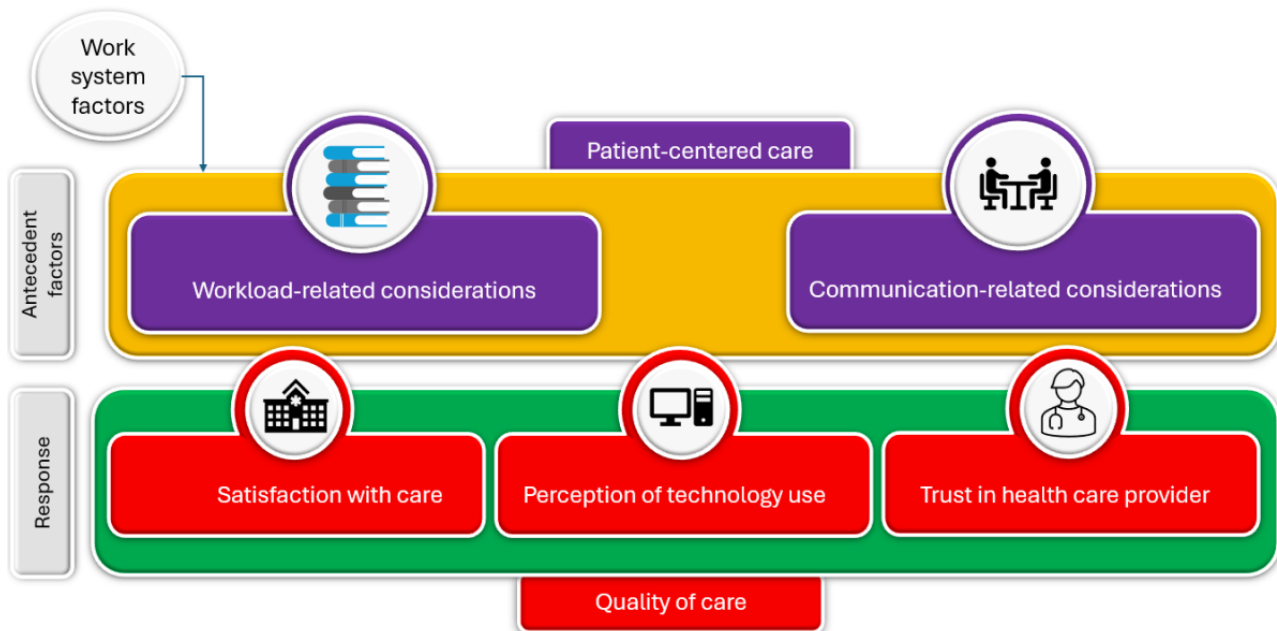 Work
system
factors
Patient-centered care
Antecedent
factors
Workload-related considerations
Communication-related considerations
Response
Satisfaction with care
Perception of technology use
Trust in health care provider
Quality of care